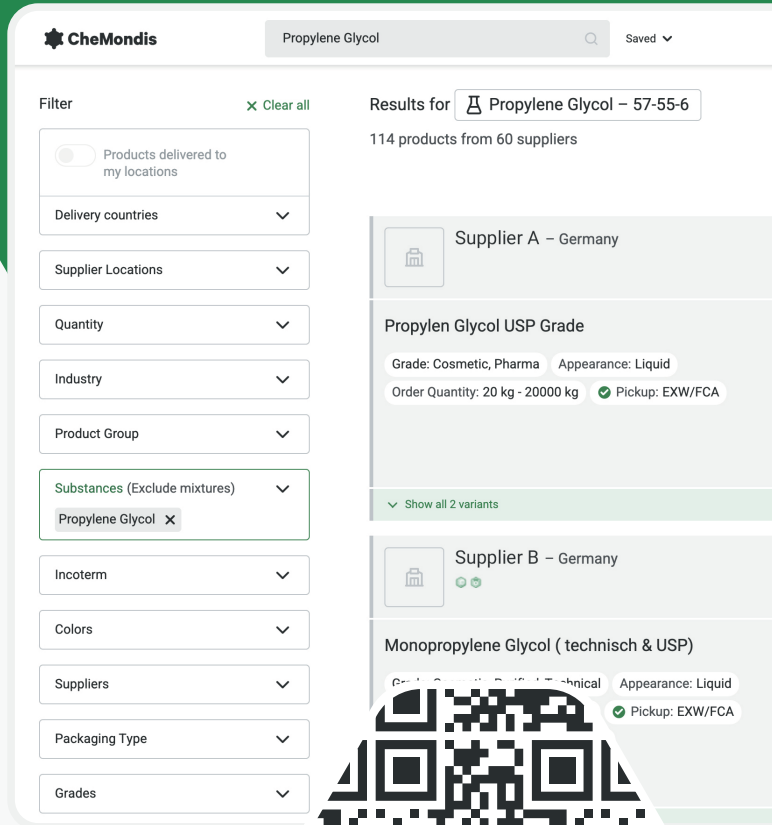 CheMondis
Propylene Glycol
Saved
Filter
Clear all
Products delivered to
my locations
Delivery countries
Supplier Locations
Quantity
Industry
Product Group
Substances (Exclude mixtures)
Propylene Glycol
Incoterm
Colors
Suppliers
Packaging Type
Grades
Results for Propylene Glycol – 57-55-6
114 products from 60 suppliers
Supplier A – Germany
Propylen Glycol USP Grade
Grade: Cosmetic, Pharma Appearance: Liquid
Order Quantity: 20 kg - 20000 kg Pickup: EXW/FCA
Show all 2 variants
Supplier B – Germany
Monopropylene Glycol ( technisch & USP)
Appearance: Liquid
Pickup: EXW/FCA